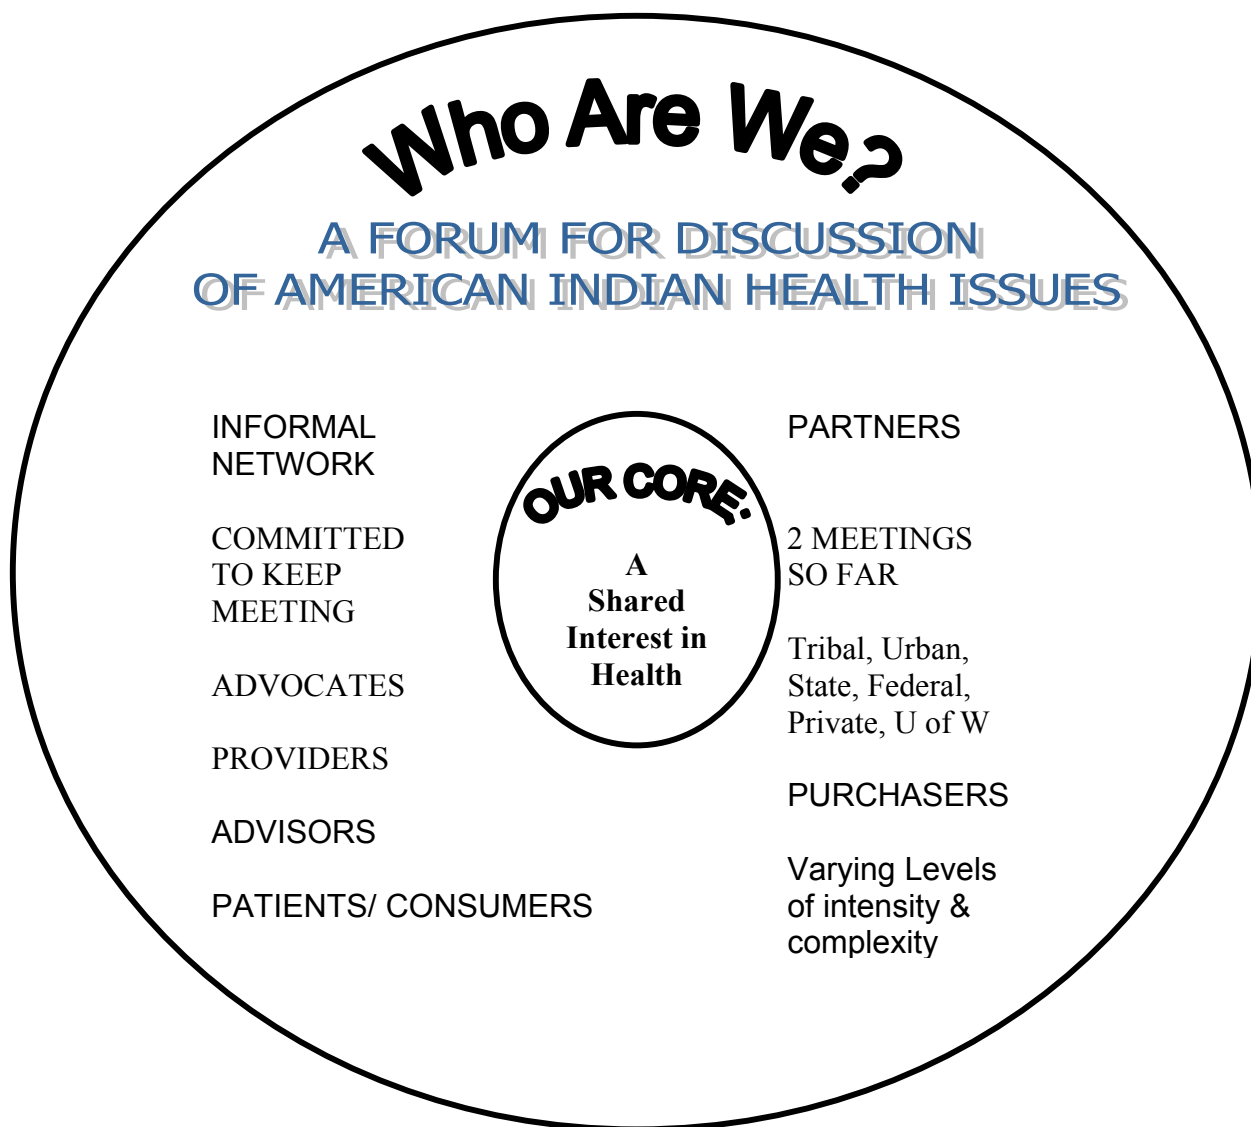 Who Are We?
A FORUM FOR DISCUSSION
OF AMERICAN INDIAN HEALTH ISSUES
INFORMAL
NETWORK
COMMITTED
TO KEEP
MEETING
ADVOCATES
PROVIDERS
ADVISORS
PATIENTS/ CONSUMERS
OUR CORE:
A
Shared
Interest in
Health
PARTNERS
2 MEETINGS
SO FAR
Tribal, Urban,
State, Federal,
Private, U of W
PURCHASERS
Varying Levels
of intensity &
complexity